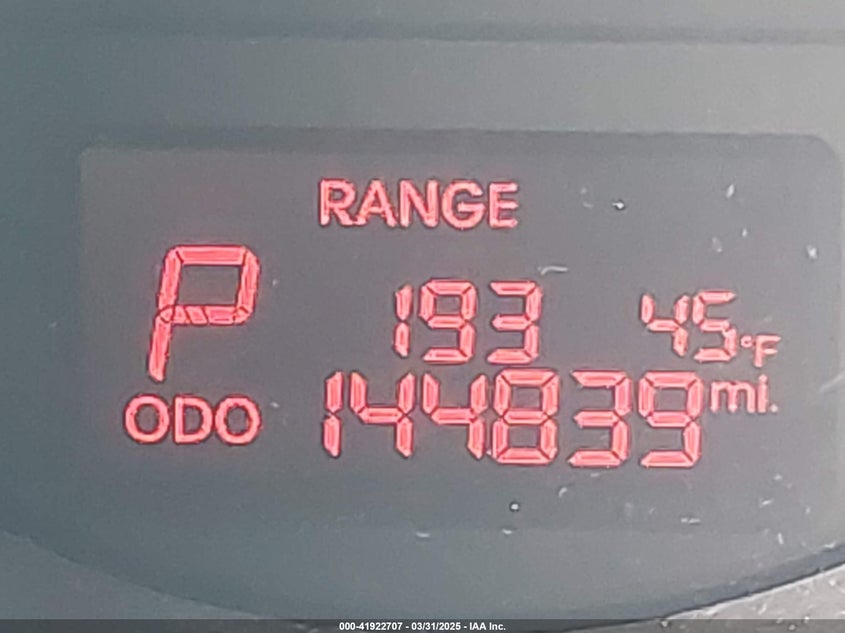 RANGE
P 193 45°F
ODO 144839 mi.
000-41922707 - 03/31/2025 - IAA Inc.